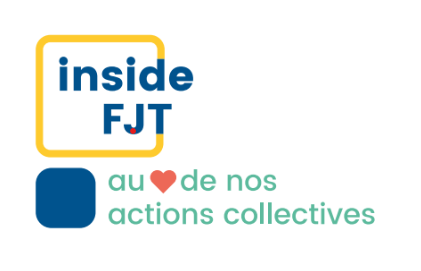 inside
FJT
au ❤ de nos
actions collectives